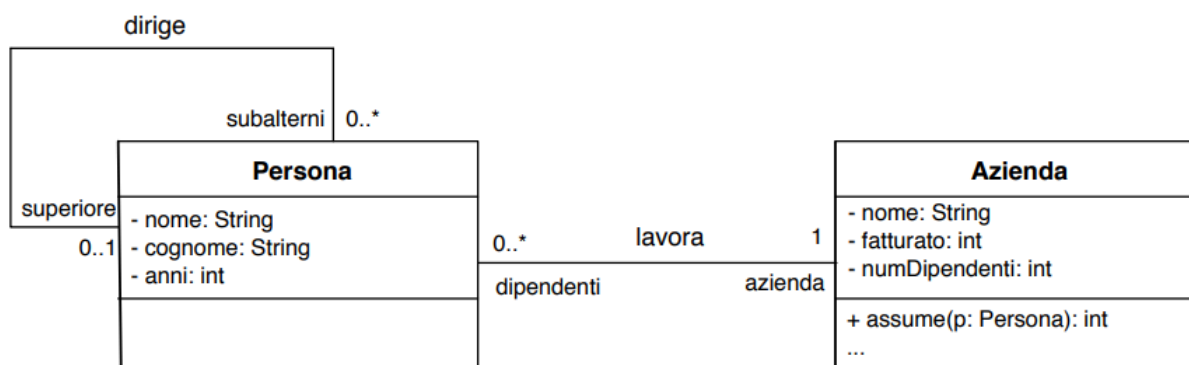 dirige
subalterni 0..*
superiore
0..1
Persona
- nome: String
- cognome: String
- anni: int
0..* lavora 1
dipendenti azienda
Azienda
- nome: String
- fatturato: int
- numDipendenti: int
+ assume(p: Persona): int
...